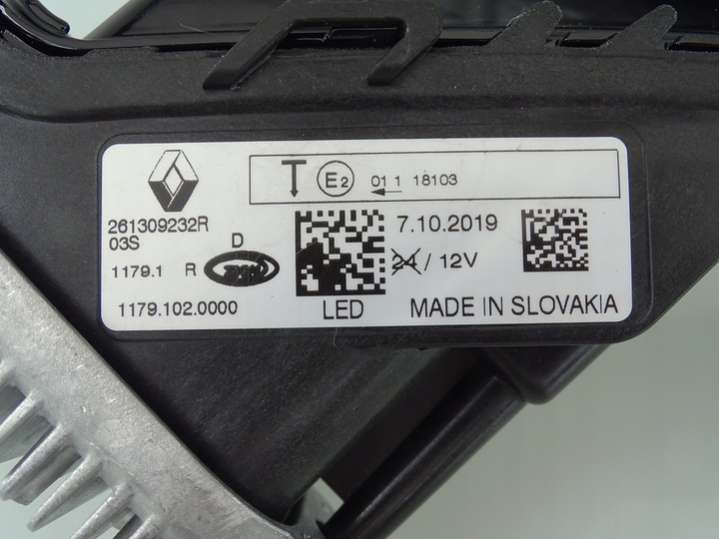 T E2 01 1 18103
261309232R
03S
7.10.2019
D
1179.1 R
24 / 12V
1179.102.0000
LED
MADE IN SLOVAKIA